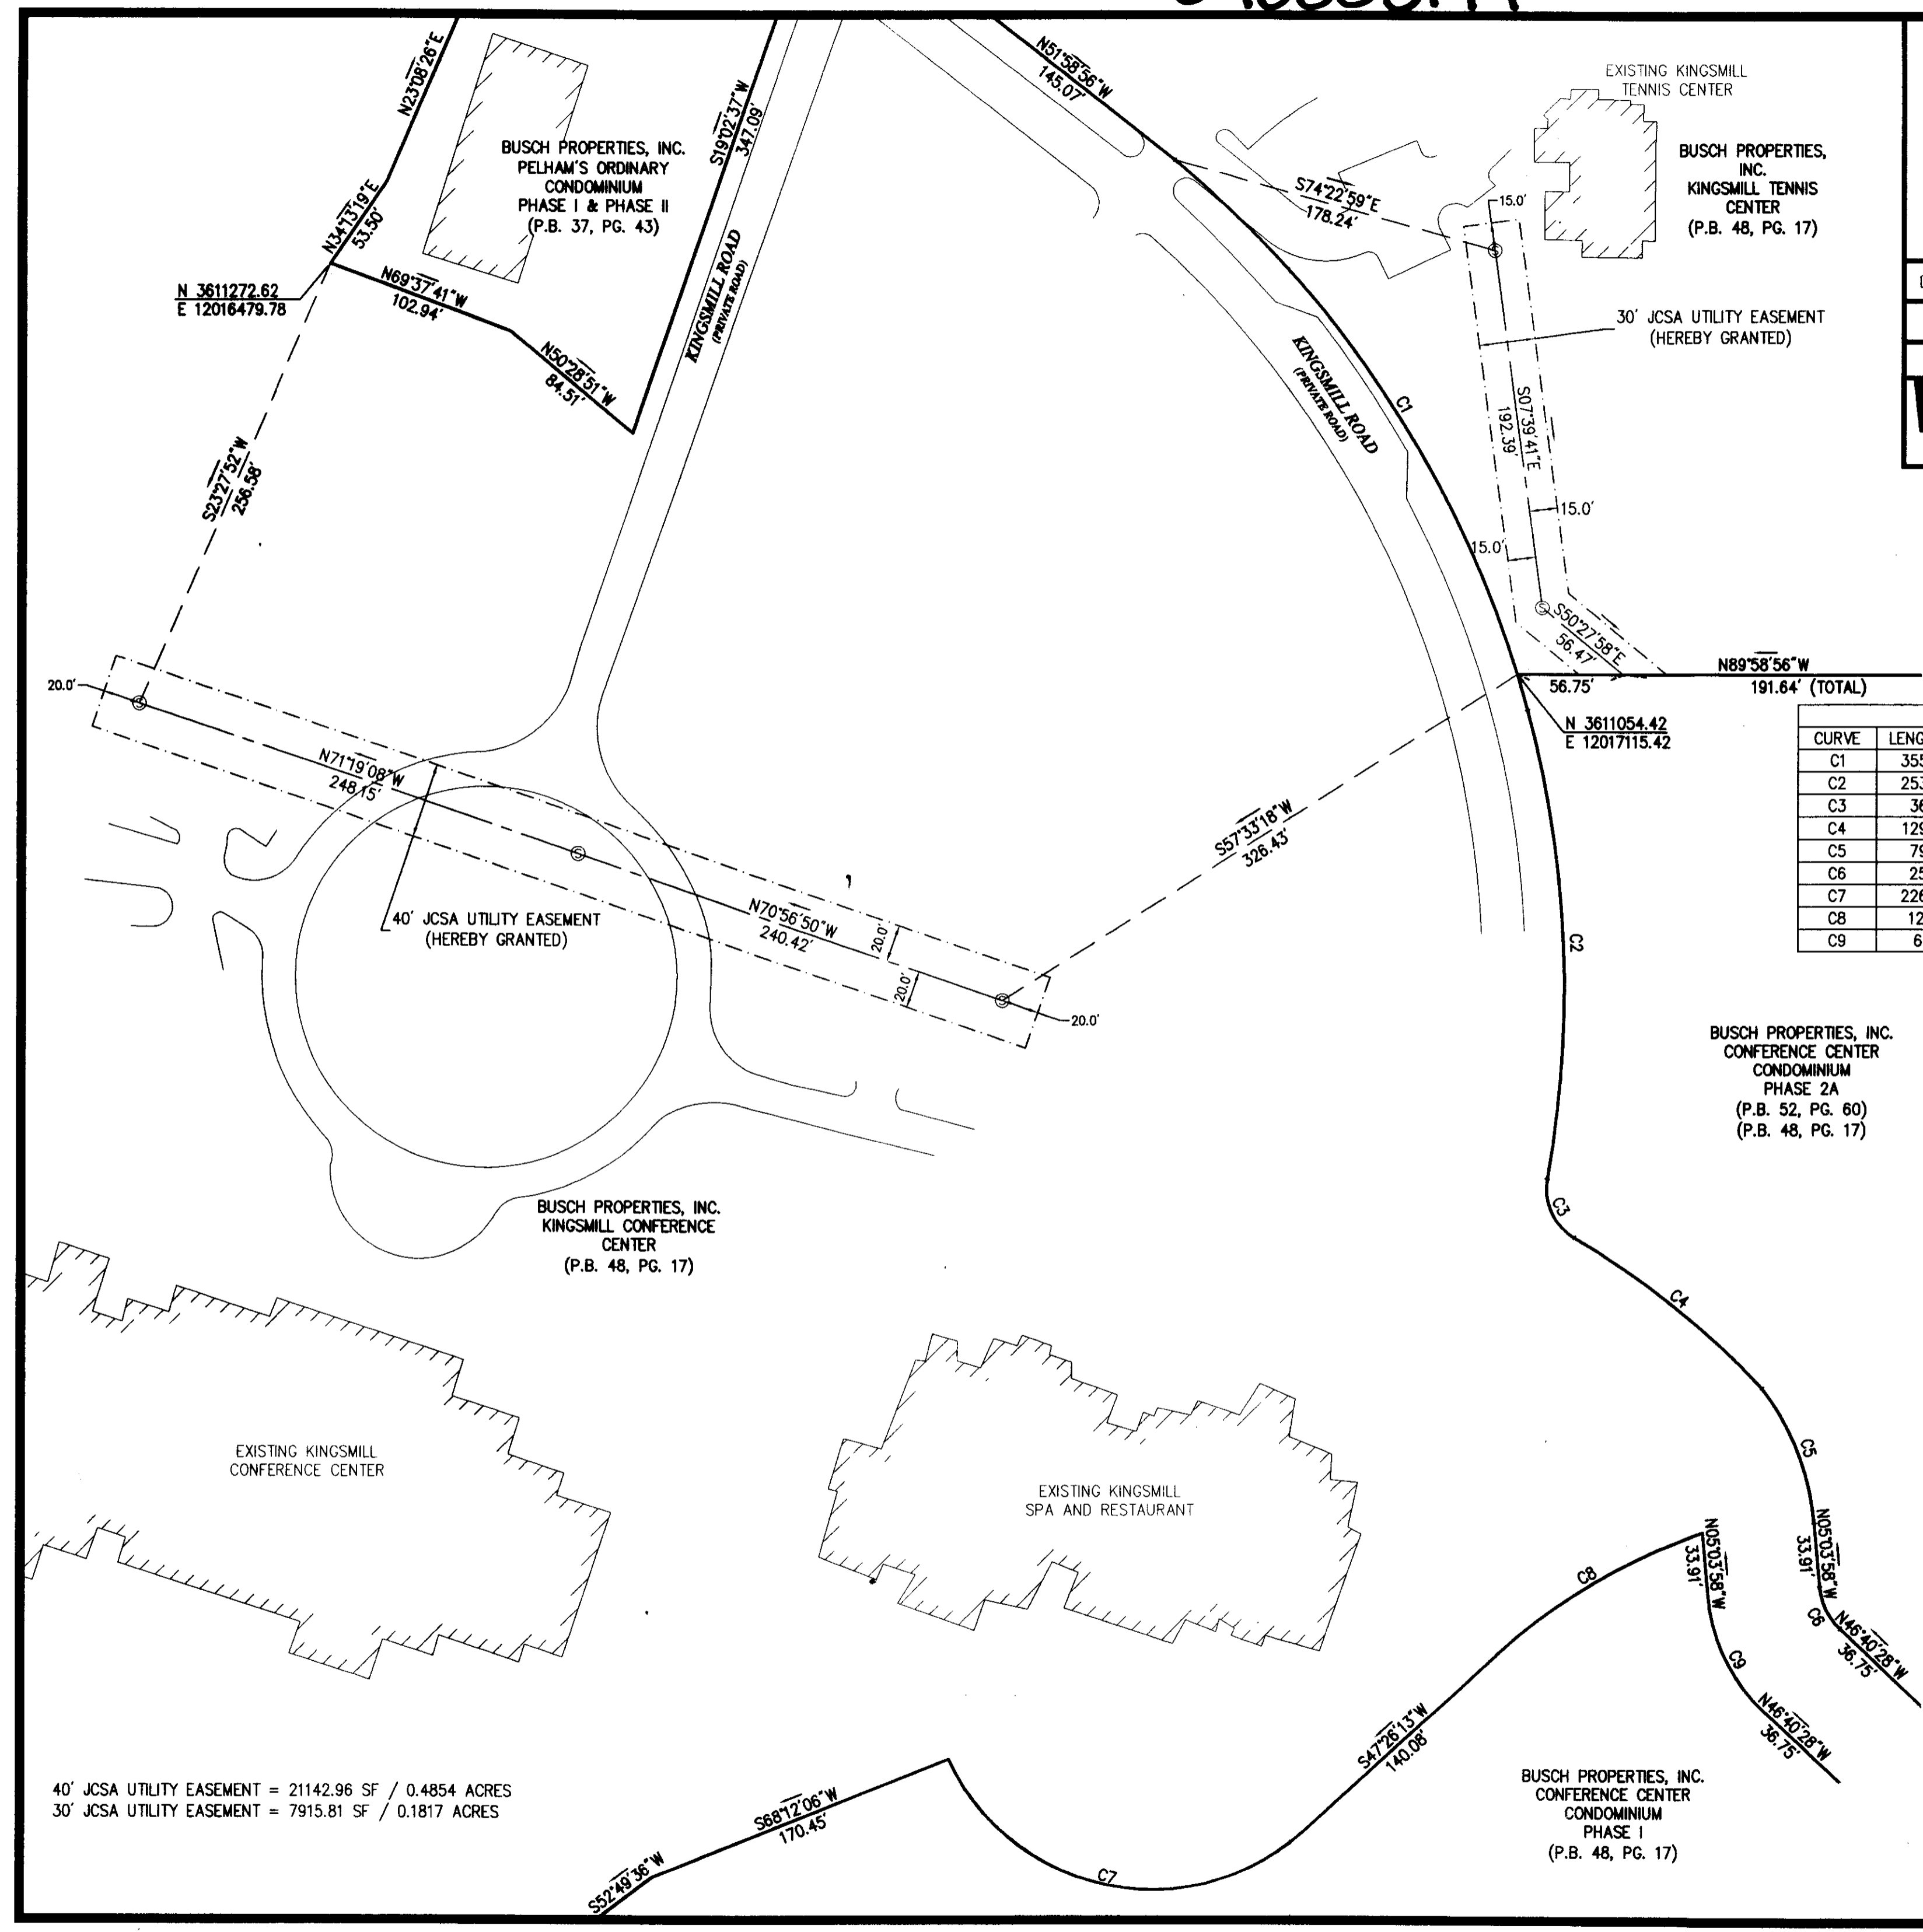 EXISTING KINGSMILL
TENNIS CENTER
BUSCH PROPERTIES,
INC.
KINGSMILL TENNIS
CENTER
(P.B. 48, PG. 17)
N23°08'26"E
S19°02'37"W
347.09'
N51°58'56"W
145.07'
BUSCH PROPERTIES, INC.
PELHAM'S ORDINARY
CONDOMINIUM
PHASE I & PHASE II
(P.B. 37, PG. 43)
N34°13'19"E
53.50'
S74°22'59"E
178.24'
15.0'
S
N 3611272.62
E 12016479.78
N69°37'41"W
102.94'
KINGSMILL ROAD
(PRIVATE ROAD)
30' JCSA UTILITY EASEMENT
(HEREBY GRANTED)
N50°28'51"W
84.51'
KINGSMILL ROAD
(PRIVATE ROAD)
C1
S07°39'41"E
192.39'
S23°27'52"W
256.58'
15.0'
15.0'
S
S50°27'58"E
56.47'
N89°58'56"W
56.75'
191.64' (TOTAL)
20.0'
S
N 3611054.42
E 12017115.42
CURVE LENG
C1 355
C2 253
C3 36
C4 129
C5 79
C6 25
C7 226
C8 12
C9 6
N71°19'08"W
248.15'
S57°33'18"W
326.43'
S
40' JCSA UTILITY EASEMENT
(HEREBY GRANTED)
N70°56'50"W
240.42'
20.0'
20.0'
S
20.0'
C2
BUSCH PROPERTIES, INC.
CONFERENCE CENTER
CONDOMINIUM
PHASE 2A
(P.B. 52, PG. 60)
(P.B. 48, PG. 17)
BUSCH PROPERTIES, INC.
KINGSMILL CONFERENCE
CENTER
(P.B. 48, PG. 17)
C3
C4
EXISTING KINGSMILL
CONFERENCE CENTER
EXISTING KINGSMILL
SPA AND RESTAURANT
C5
N05°03'58"W
33.91'
N05°03'58"W
33.91'
C8
C6
N46°40'28"W
36.75'
C9
N46°40'28"W
36.75'
S47°26'13"W
140.08'
40' JCSA UTILITY EASEMENT = 21142.96 SF / 0.4854 ACRES
30' JCSA UTILITY EASEMENT = 7915.81 SF / 0.1817 ACRES
S68°12'06"W
170.45'
S52°49'36"W
C7
BUSCH PROPERTIES, INC.
CONFERENCE CENTER
CONDOMINIUM
PHASE I
(P.B. 48, PG. 17)